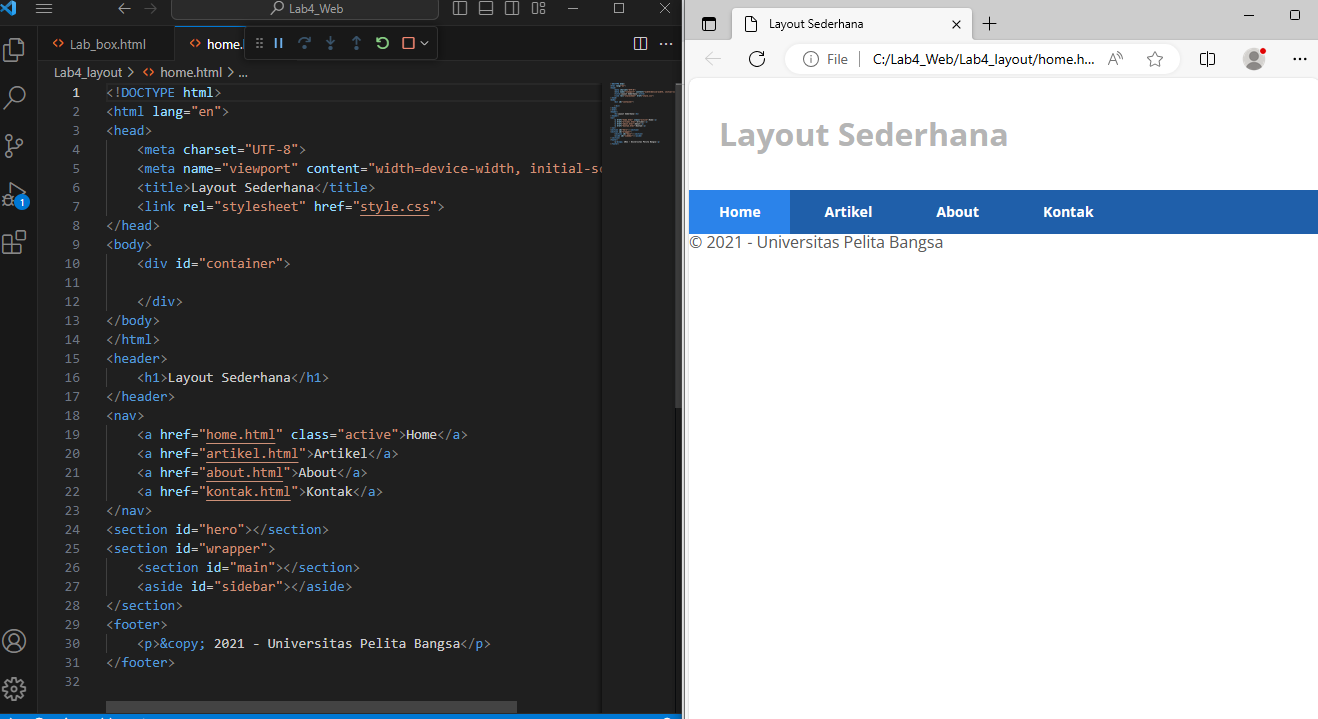 Lab4_Web
Lab_box.html
home.
Lab4_layout > home.html > ...
1 <!DOCTYPE html>
2 <html lang="en">
3 <head>
4 <meta charset="UTF-8">
5 <meta name="viewport" content="width=device-width, initial-sc
6 <title>Layout Sederhana</title>
7 <link rel="stylesheet" href="style.css">
8 </head>
9 <body>
10 <div id="container">
11
12 </div>
13 </body>
14 </html>
15 <header>
16 <h1>Layout Sederhana</h1>
17 </header>
18 <nav>
19 <a href="home.html" class="active">Home</a>
20 <a href="artikel.html">Artikel</a>
21 <a href="about.html">About</a>
22 <a href="kontak.html">Kontak</a>
23 </nav>
24 <section id="hero"></section>
25 <section id="wrapper">
26 <section id="main"></section>
27 <aside id="sidebar"></aside>
28 </section>
29 <footer>
30 <p>&copy; 2021 - Universitas Pelita Bangsa</p>
31 </footer>
32
1
Layout Sederhana
File C:/Lab4_Web/Lab4_layout/home.h...
Layout Sederhana
Home Artikel About Kontak
© 2021 - Universitas Pelita Bangsa